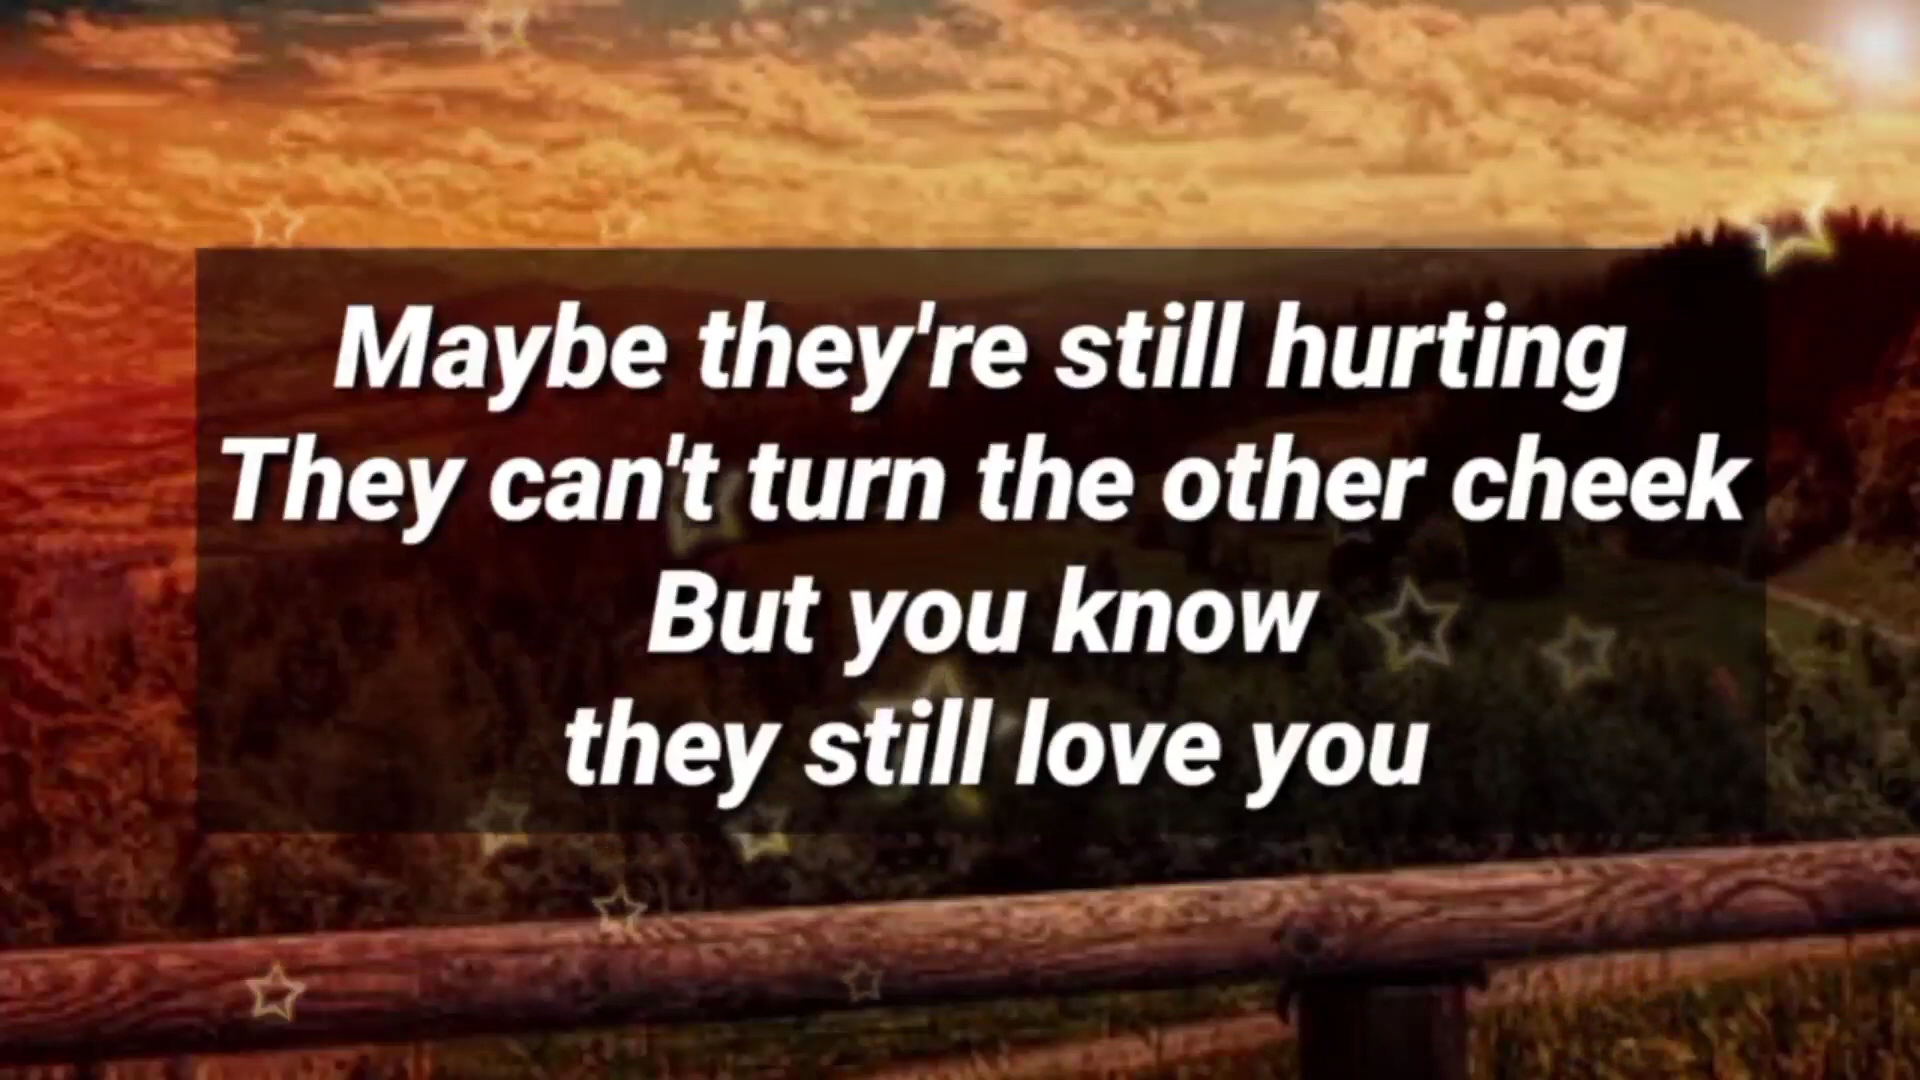 Maybe they're still hurting
They can't turn the other cheek
But you know
they still love you